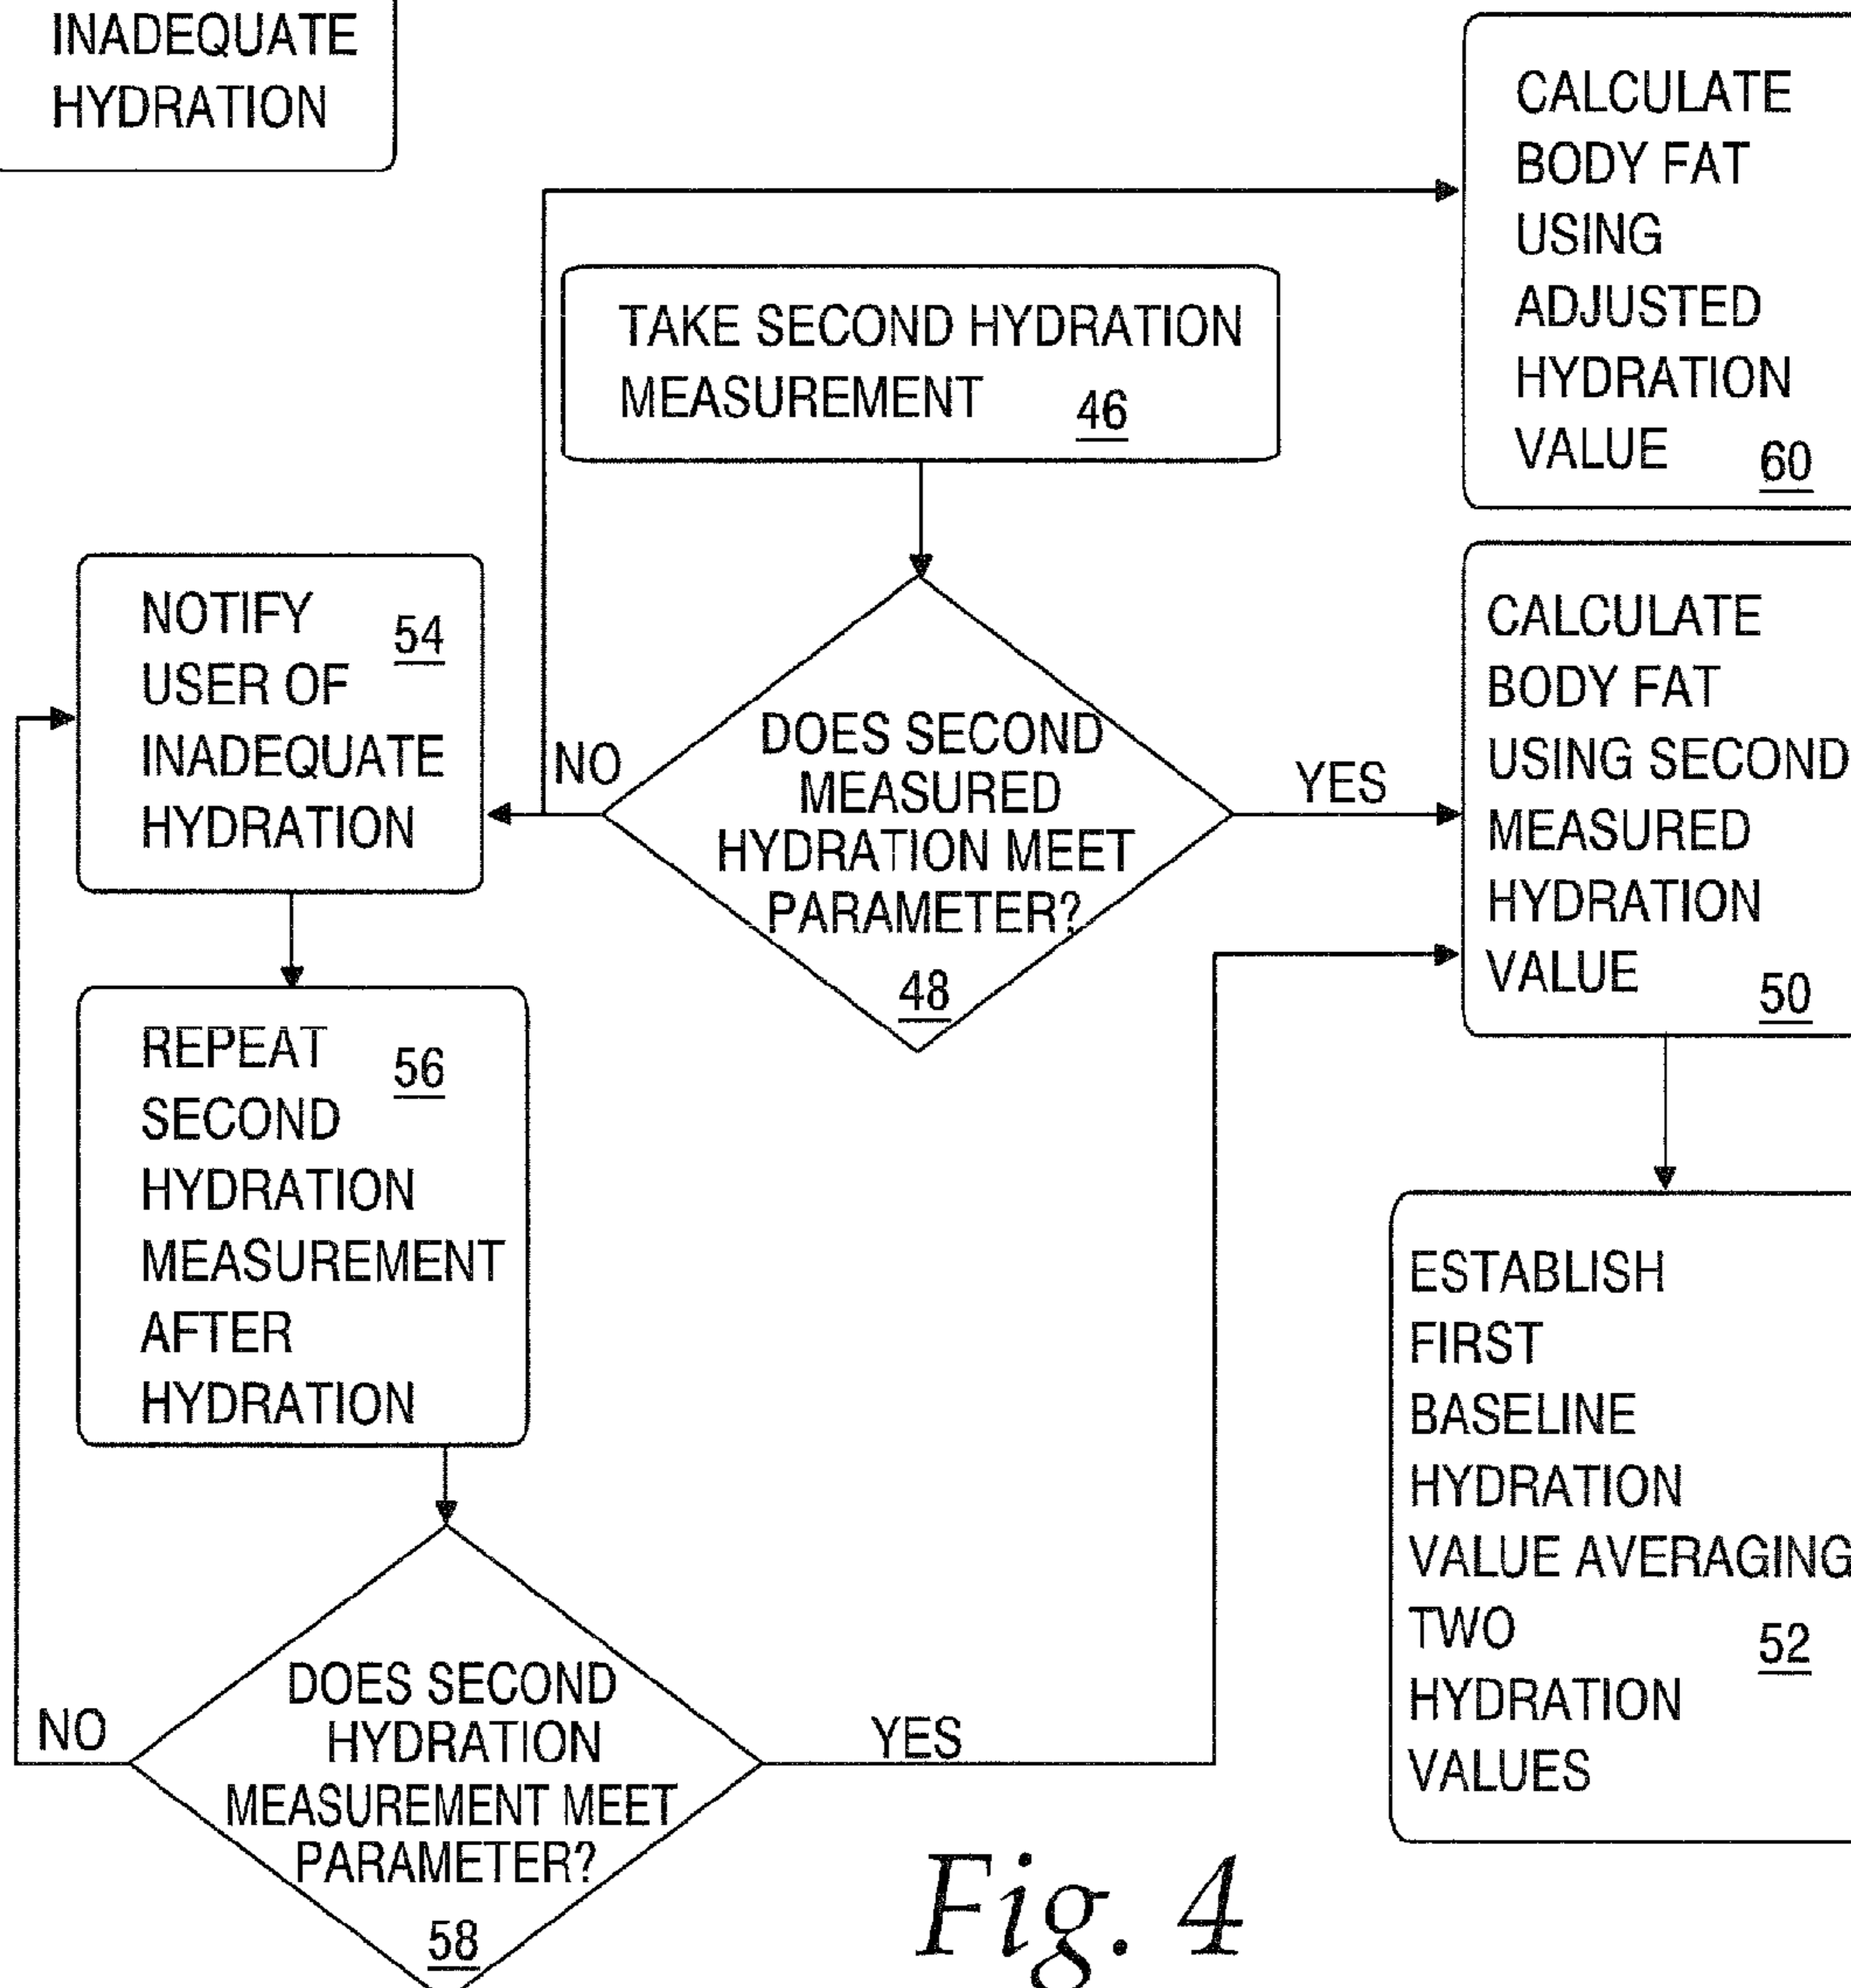 INADEQUATE
HYDRATION
CALCULATE
BODY FAT
USING
ADJUSTED
HYDRATION
VALUE 60
TAKE SECOND HYDRATION
MEASUREMENT 46
NOTIFY 54
USER OF
INADEQUATE
HYDRATION
NO
DOES SECOND
MEASURED
HYDRATION MEET
PARAMETER?
48
YES
CALCULATE
BODY FAT
USING SECOND
MEASURED
HYDRATION
VALUE 50
REPEAT 56
SECOND
HYDRATION
MEASUREMENT
AFTER
HYDRATION
ESTABLISH
FIRST
BASELINE
HYDRATION
VALUE AVERAGING
TWO 52
HYDRATION
VALUES
NO
DOES SECOND
HYDRATION
MEASUREMENT MEET
PARAMETER?
58
YES
Fig. 4